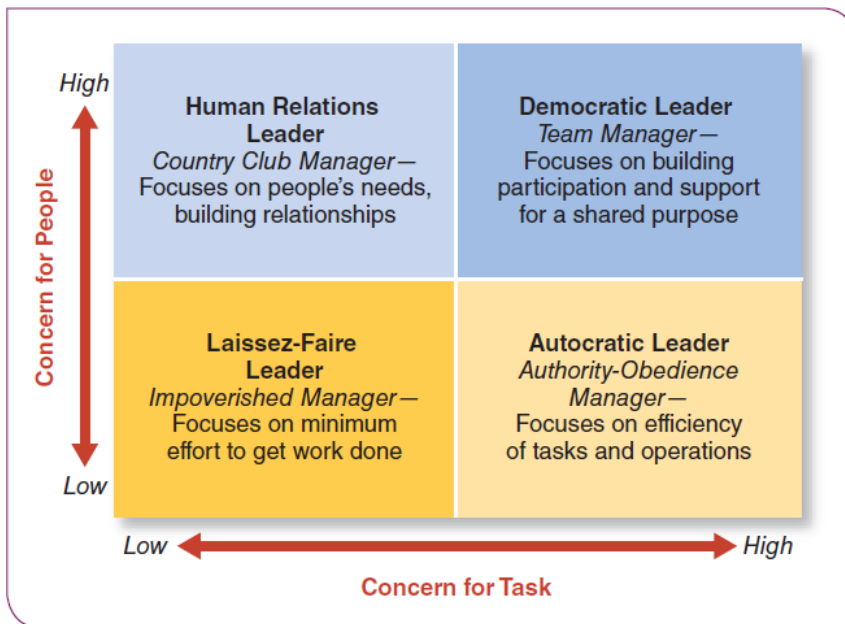 High
Human Relations
Leader
Country Club Manager—
Focuses on people's needs,
building relationships
Democratic Leader
Team Manager—
Focuses on building
participation and support
for a shared purpose
Concern for People
Laissez-Faire
Leader
Impoverished Manager—
Focuses on minimum
effort to get work done
Autocratic Leader
Authority-Obedience
Manager—
Focuses on efficiency
of tasks and operations
Low
Low
High
Concern for Task